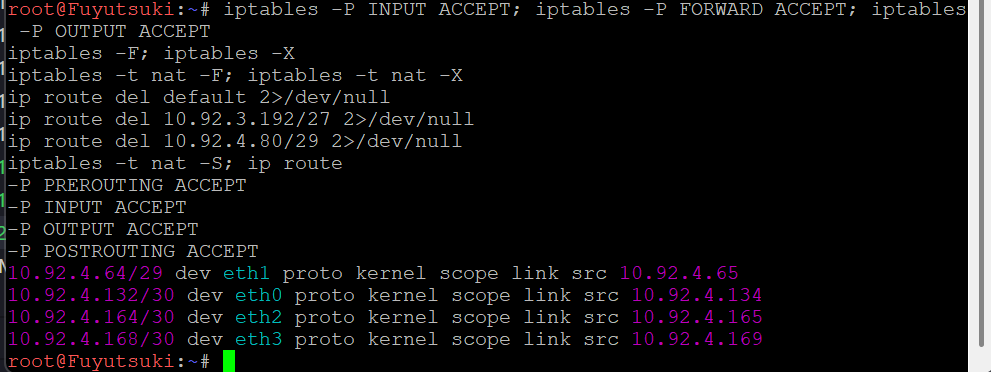 root@Fuyutsuki:~# iptables -P INPUT ACCEPT; iptables -P FORWARD ACCEPT; iptables
 -P OUTPUT ACCEPT
iptables -F; iptables -X
iptables -t nat -F; iptables -t nat -X
ip route del default 2>/dev/null
ip route del 10.92.3.192/27 2>/dev/null
ip route del 10.92.4.80/29 2>/dev/null
iptables -t nat -S; ip route
-P PREROUTING ACCEPT
-P INPUT ACCEPT
-P OUTPUT ACCEPT
-P POSTROUTING ACCEPT
10.92.4.64/29 dev eth1 proto kernel scope link src 10.92.4.65
10.92.4.132/30 dev eth0 proto kernel scope link src 10.92.4.134
10.92.4.164/30 dev eth2 proto kernel scope link src 10.92.4.165
10.92.4.168/30 dev eth3 proto kernel scope link src 10.92.4.169
root@Fuyutsuki:~#